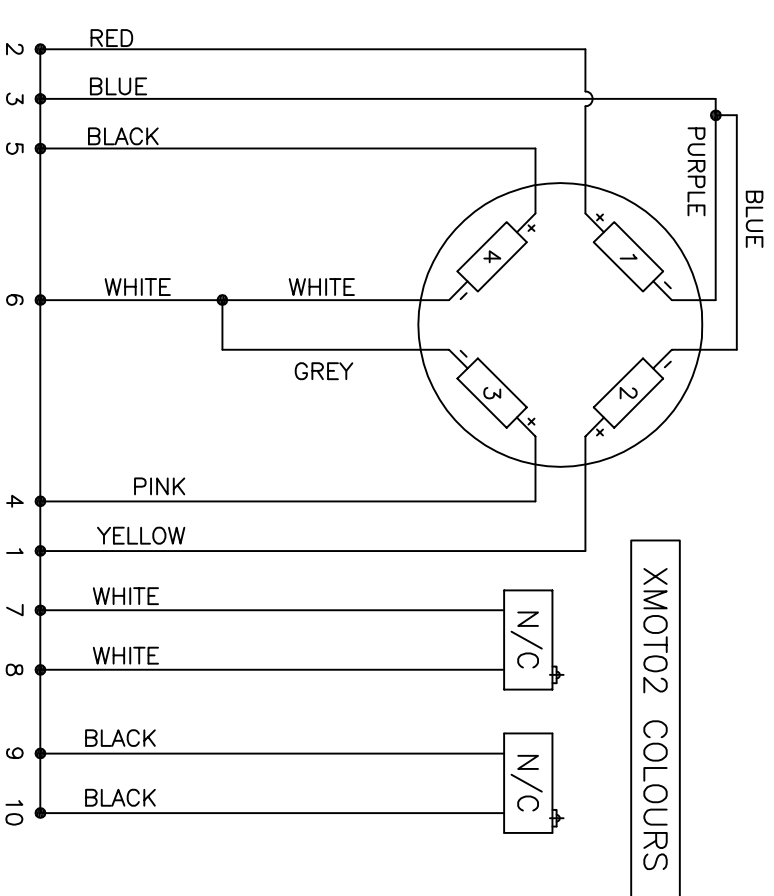 2
RED
3
BLUE
5
BLACK
PURPLE
BLUE
+
+
1
4
-
-
6
WHITE
WHITE
GREY
-
-
3
2
+
+
4
PINK
1
YELLOW
XMOT02 COLOURS
7
WHITE
N/C
8
WHITE
9
BLACK
N/C
10
BLACK